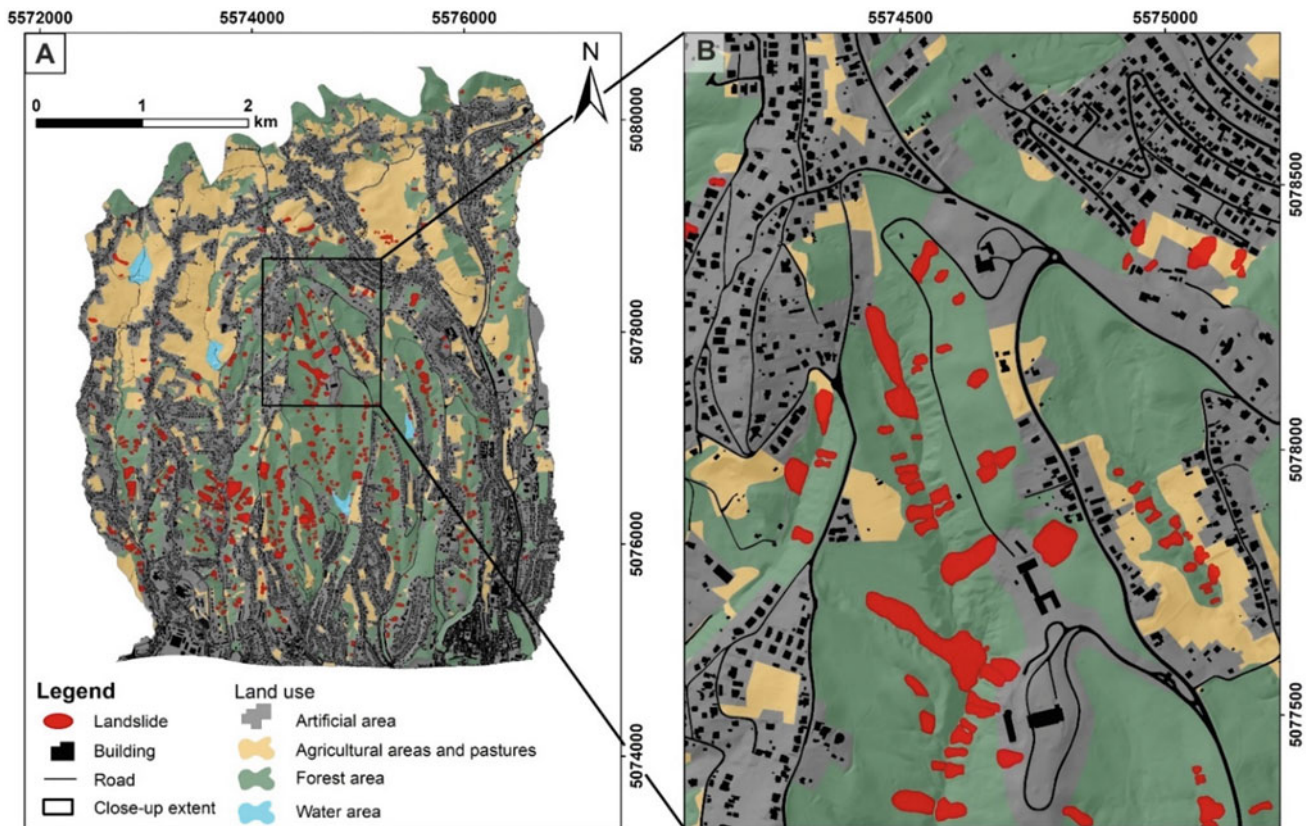 5572000 5574000 5576000
5574500 5575000
A
N
B
0 1 2
km
5080000
5078000
5076000
5074000
5078500
5078000
5077500
Legend
Landslide
Building
Road
Close-up extent
Land use
Artificial area
Agricultural areas and pastures
Forest area
Water area